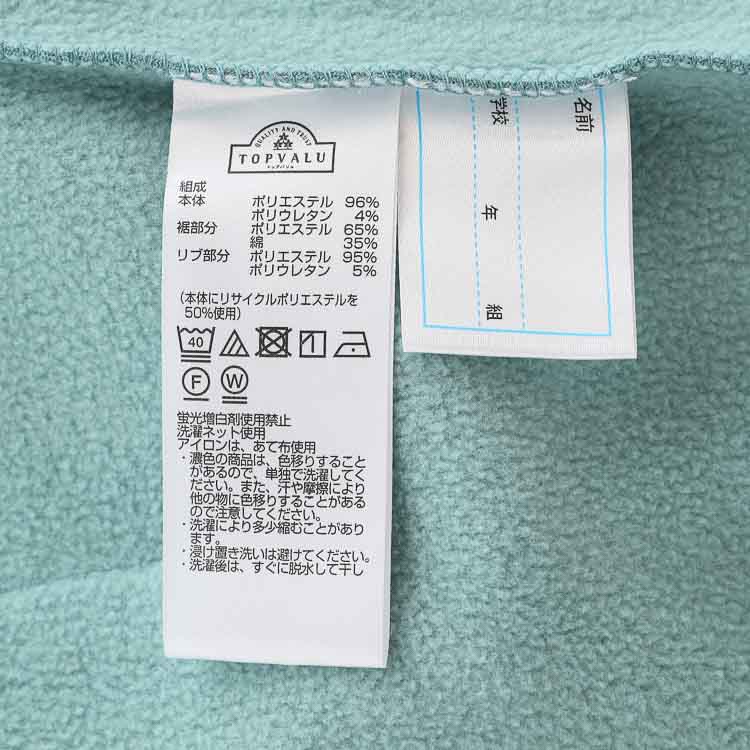 QUALITY AND TRUST
TOPVALU
トップバリュ
組成
本体 ポリエステル 96%
ポリウレタン 4%
裾部分 ポリエステル 65%
綿 35%
リブ部分 ポリエステル 95%
ポリウレタン 5%
(本体にリサイクルポリエステルを
50%使用)
40
F W
蛍光増白剤使用禁止
洗濯ネット使用
アイロンは、あて布使用
・濃色の商品は、色移りすること
があるので、単独で洗濯してく
ださい。また、汗や摩擦により
他の物に色移りすることがある
ので注意してください。
・洗濯により多少縮むことがあり
ます。
・浸け置き洗いは避けてください。
・洗濯後は、すぐに脱水して干し
名前
学校 年 組